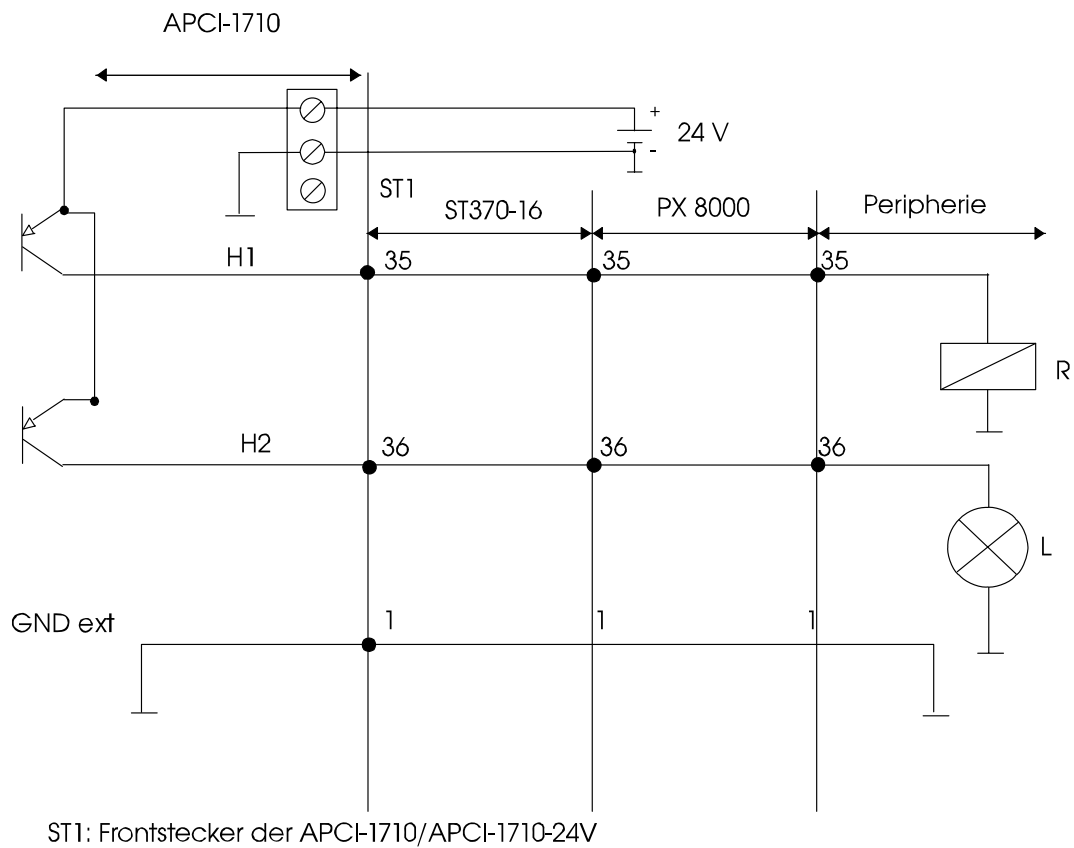 APCI-1710
+
24 V
-
ST1
ST370-16
PX 8000
Peripherie
H1
35
35
35
R
H2
36
36
36
L
GND ext
1
1
1
ST1: Frontstecker der APCI-1710/APCI-1710-24V